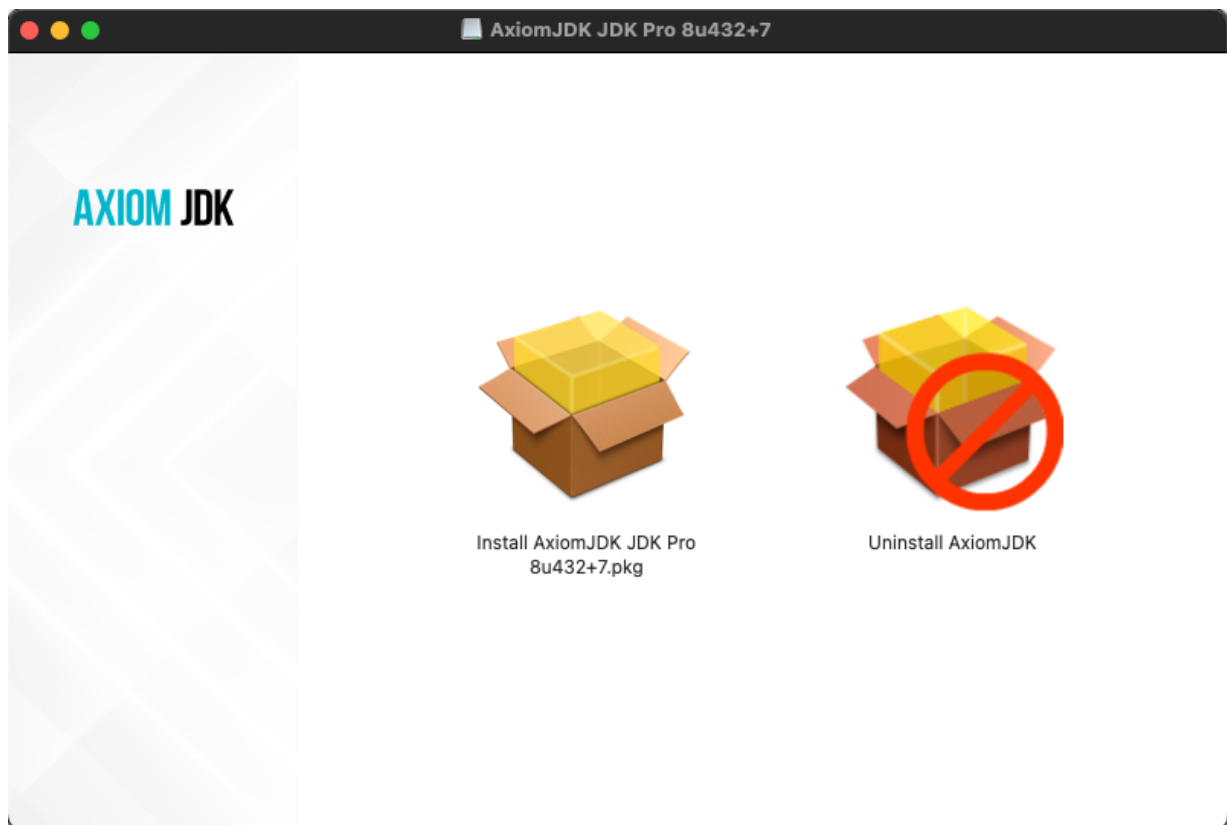 AxiomJDK JDK Pro 8u432+7
AXIOM JDK
Install AxiomJDK JDK Pro
8u432+7.pkg
Uninstall AxiomJDK